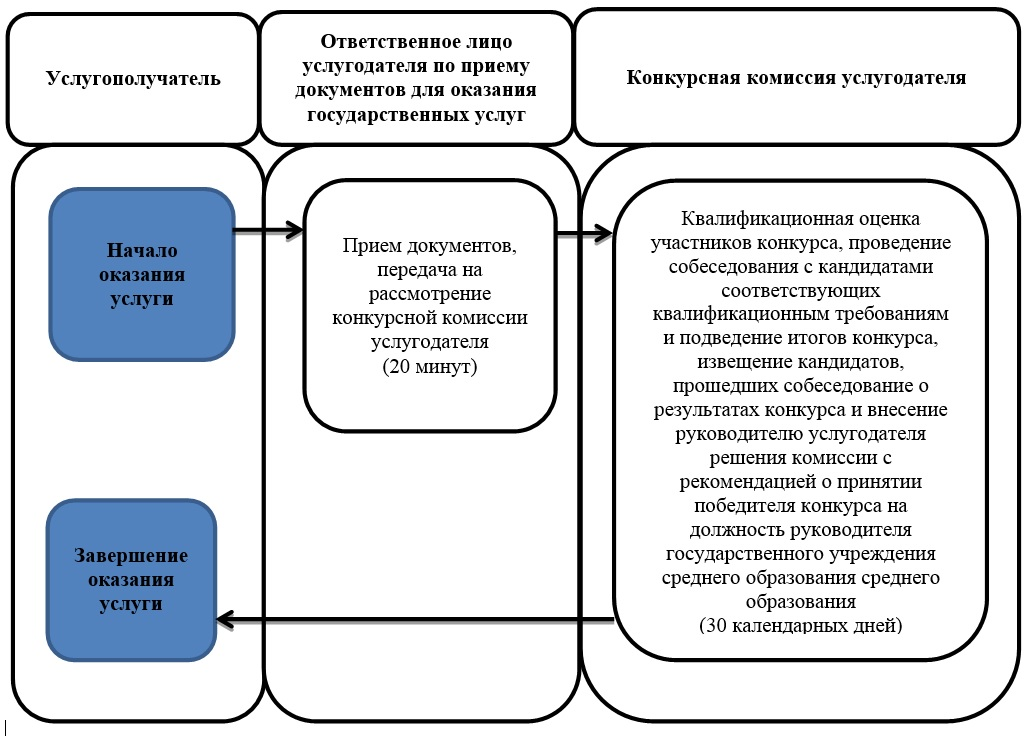 Услугополучатель
Ответственное лицо
услугодателя по приему
документов для оказания
государственных услуг
Конкурсная комиссия услугодателя
Начало
оказания
услуги
Прием документов,
передача на
рассмотрение
конкурсной комиссии
услугодателя
(20 минут)
Квалификационная оценка
участников конкурса, проведение
собеседования с кандидатами
соответствующих
квалификационным требованиям
и подведение итогов конкурса,
извещение кандидатов,
прошедших собеседование о
результатах конкурса и внесение
руководителю услугодателя
решения комиссии с
рекомендацией о принятии
победителя конкурса на
должность руководителя
государственного учреждения
среднего образования среднего
образования
(30 календарных дней)
Завершение
оказания
услуги